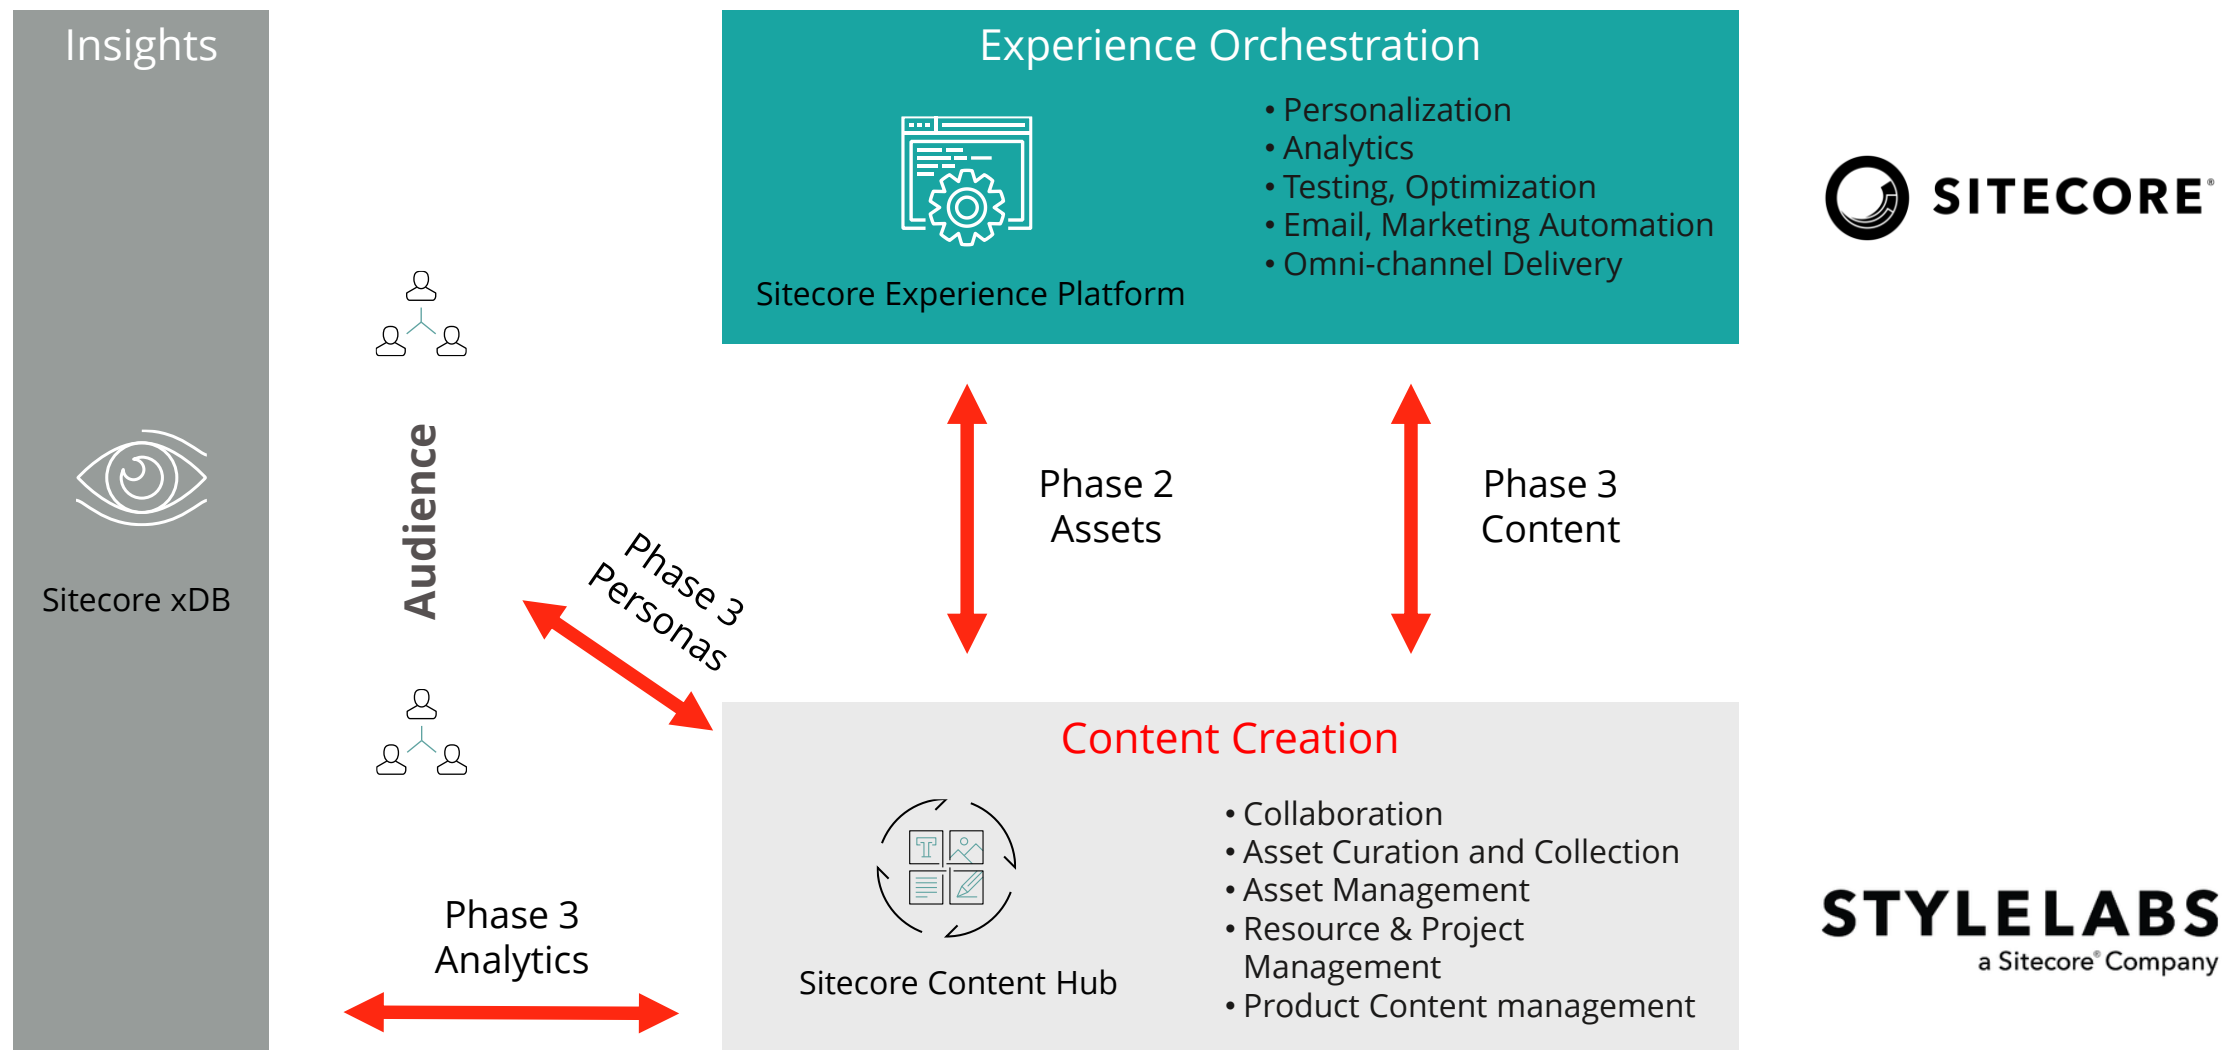 Insights
Sitecore xDB
Audience
Experience Orchestration
Sitecore Experience Platform
• Personalization
• Analytics
• Testing, Optimization
• Email, Marketing Automation
• Omni-channel Delivery
SITECORE®
Phase 2
Assets
Phase 3
Content
Phase 3
Personas
Phase 3
Analytics
Content Creation
Sitecore Content Hub
• Collaboration
• Asset Curation and Collection
• Asset Management
• Resource & Project
Management
• Product Content management
STYLELABS
a Sitecore® Company